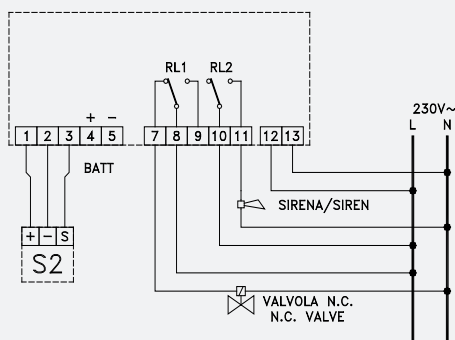 RL1 RL2
230V~
L N
+ -
1 2 3 4 5 7 8 9 10 11 12 13
BATT
SIRENA/SIREN
+ - S
S2
VALVOLA N.C.
N.C. VALVE